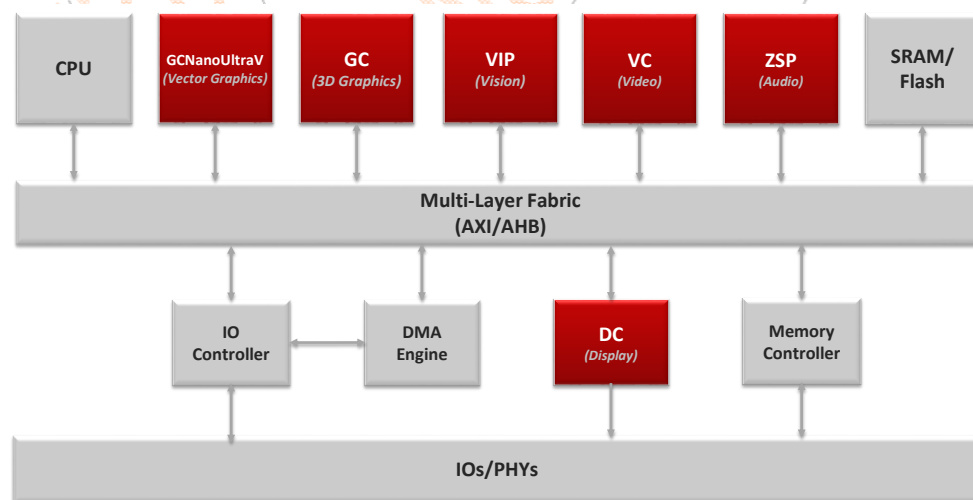 CPU
GCNanoUltraV
(Vector Graphics)
GC
(3D Graphics)
VIP
(Vision)
VC
(Video)
ZSP
(Audio)
SRAM/
Flash
Multi-Layer Fabric
(AXI/AHB)
IO
Controller
DMA
Engine
DC
(Display)
Memory
Controller
IOs/PHYs